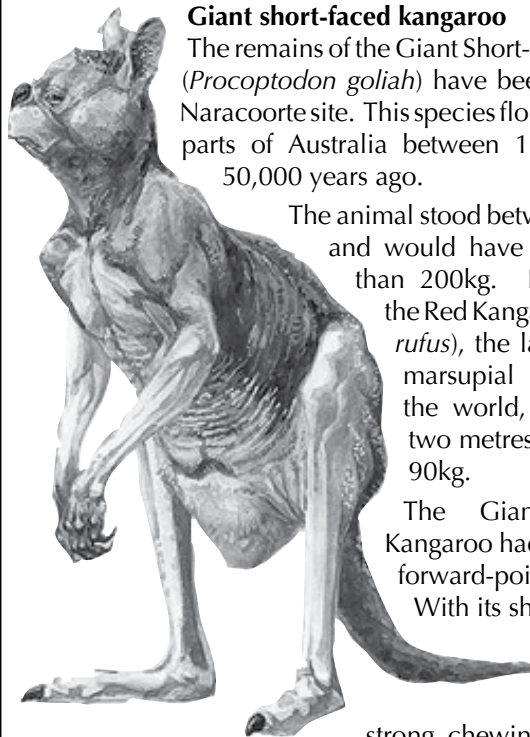 Giant short-faced kangaroo
The remains of the Giant Short-
(Procoptodon goliah) have bee
Naracoorte site. This species flo
parts of Australia between 1
50,000 years ago.
The animal stood betw
and would have
than 200kg.
the Red Kanga
rufus), the la
marsupial
the world,
two metres
90kg.
The Gian
Kangaroo had
forward-poi
With its sh
strong chewin